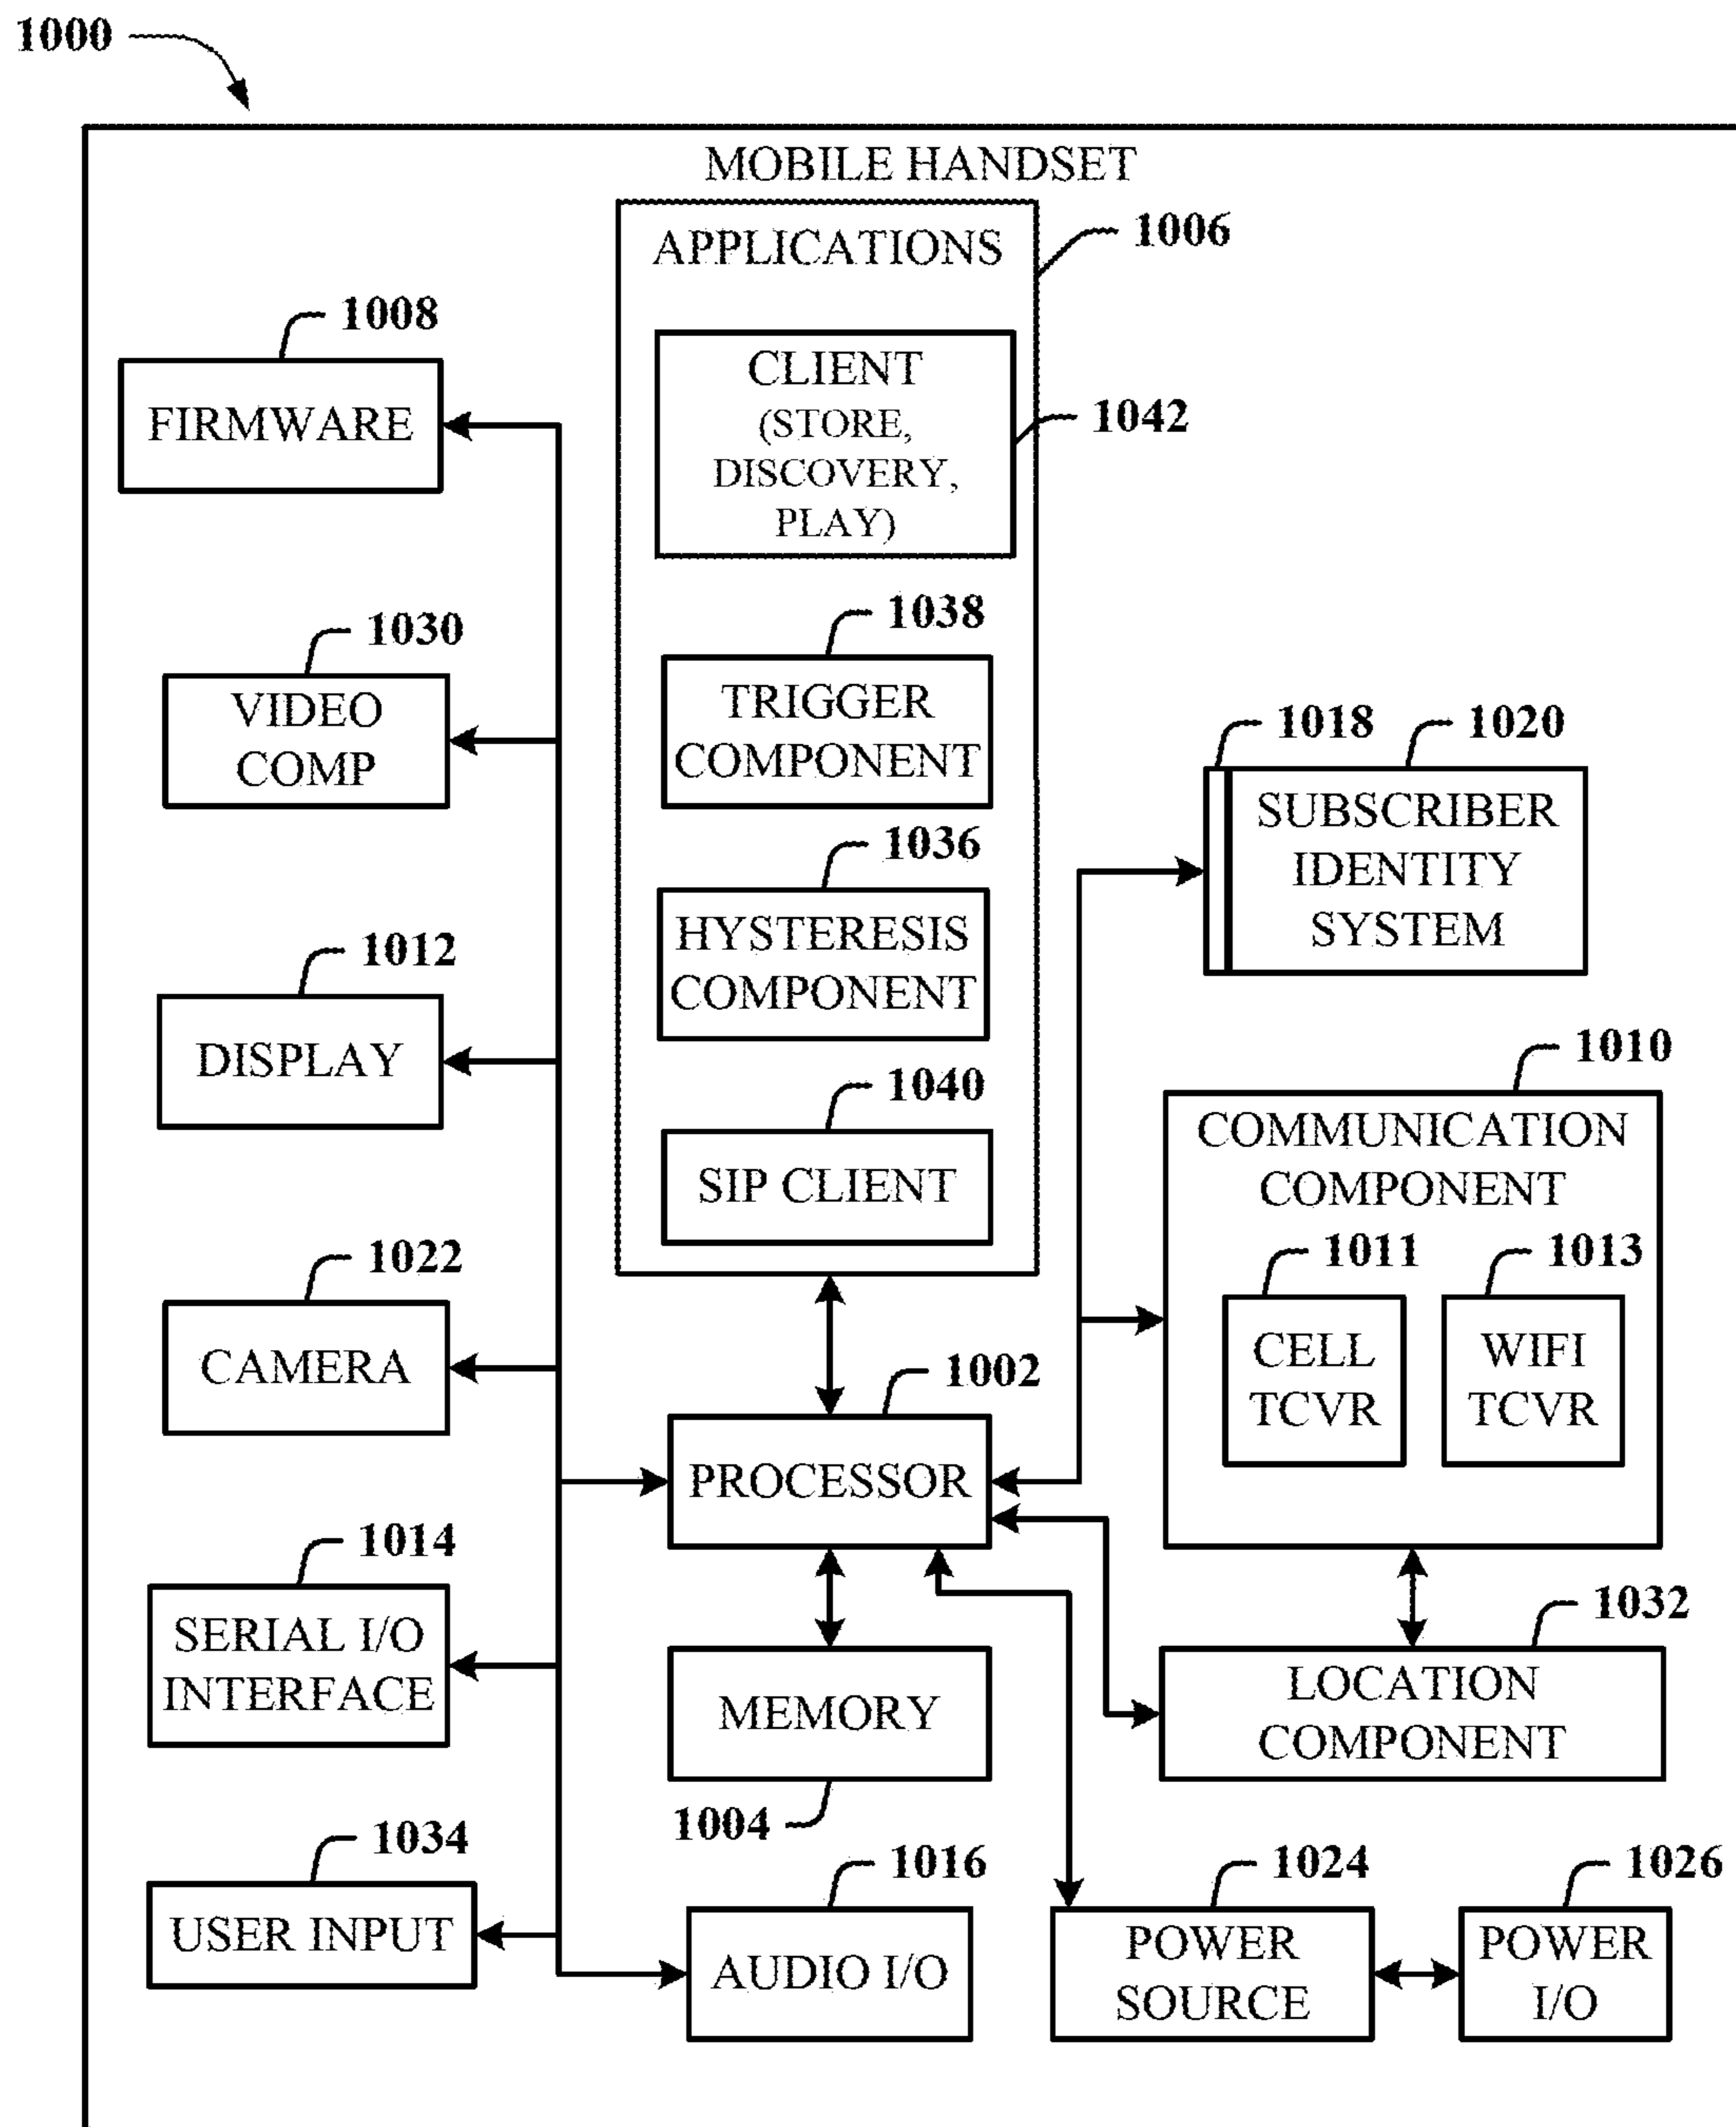 1000
MOBILE HANDSET
1006
APPLICATIONS
1042
CLIENT
(STORE,
DISCOVERY,
PLAY)
1038
TRIGGER
COMPONENT
1036
HYSTERESIS
COMPONENT
1040
SIP CLIENT
1008
FIRMWARE
1030
VIDEO
COMP
1012
DISPLAY
1022
CAMERA
1014
SERIAL I/O
INTERFACE
1034
USER INPUT
1002
PROCESSOR
MEMORY
1004
1016
AUDIO I/O
1018
1020
SUBSCRIBER
IDENTITY
SYSTEM
1010
COMMUNICATION
COMPONENT
1011
CELL
TCVR
1013
WIFI
TCVR
1032
LOCATION
COMPONENT
1024
POWER
SOURCE
1026
POWER
I/O